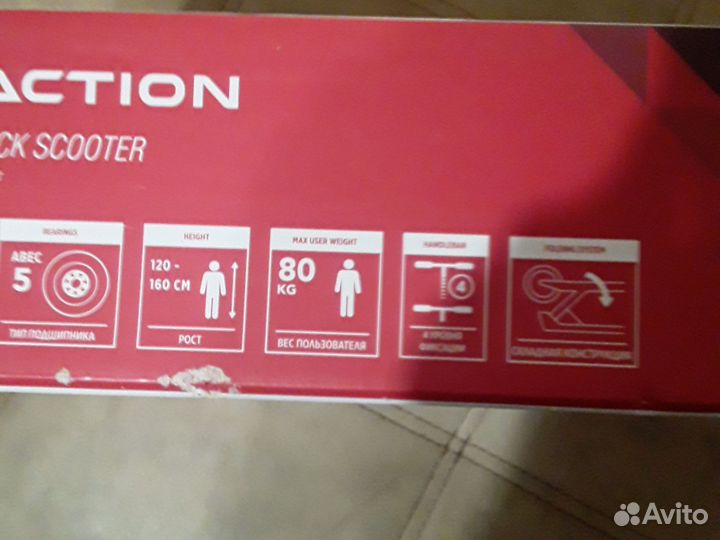 ACTION
CK SCOOTER
BEARINGS
ABEC
5
ТИП ПОДШИПНИКА
HEIGHT
120 -
160 CM
РОСТ
MAX USER WEIGHT
80
KG
ВЕС ПОЛЬЗОВАТЕЛЯ
HANDLEBAR
4
4 УРОВНЯ
ФИКСАЦИИ
FOLDING SYSTEM
СКЛАДНАЯ КОНСТРУКЦИЯ
Avito